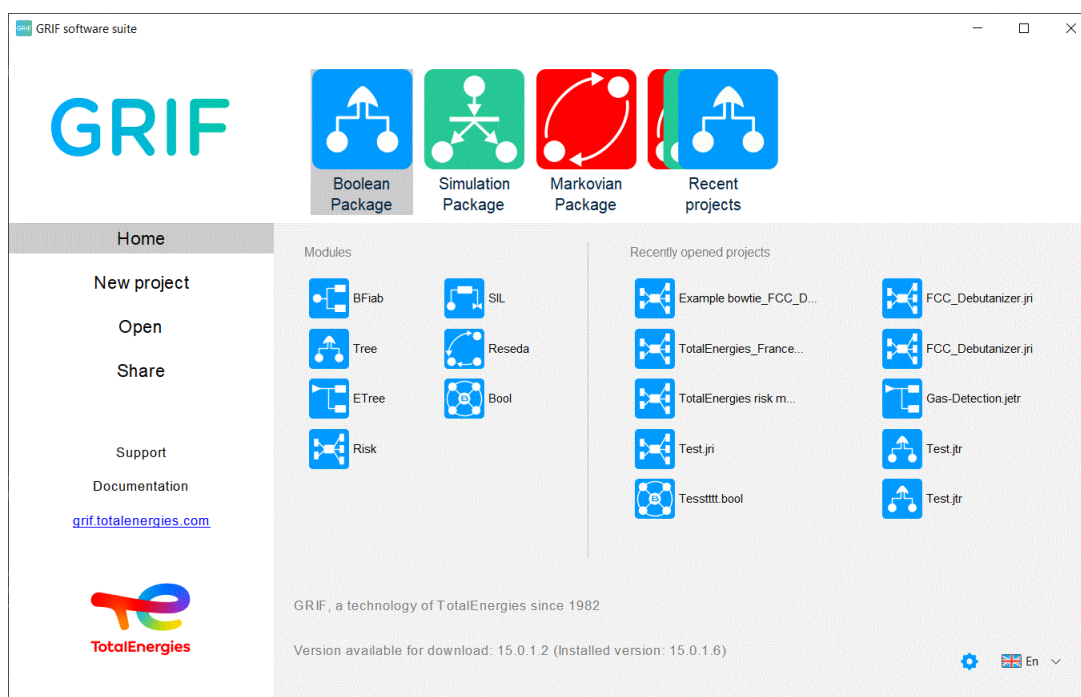 GRIF software suite
GRIF
Boolean
Package
Simulation
Package
Markovian
Package
Recent
projects
Home
New project
Open
Share
Support
Documentation
grif.totalenergies.com
TotalEnergies
Modules
BFiab
SIL
Tree
Reseda
ETree
Bool
Risk
Recently opened projects
Example bowtie_FCC_D...
FCC_Debutanizer.jri
TotalEnergies_France...
FCC_Debutanizer.jri
TotalEnergies risk m...
Gas-Detection.jetr
Test.jri
Test.jtr
Tesstttt.bool
Test.jtr
GRIF, a technology of TotalEnergies since 1982
Version available for download: 15.0.1.2 (Installed version: 15.0.1.6)
En